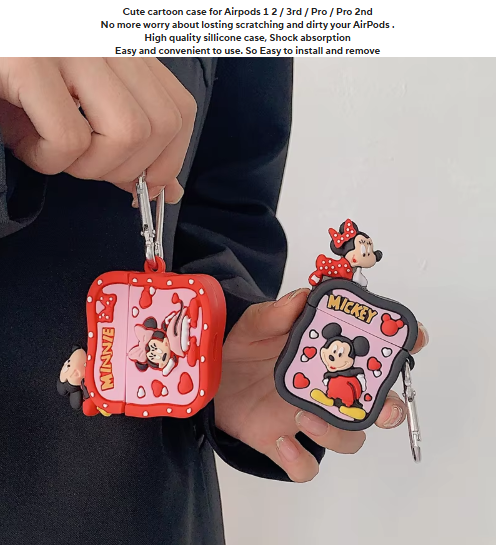 Cute cartoon case for Airpods 1 2 / 3rd / Pro / Pro 2nd
No more worry about losting scratching and dirty your AirPods .
High quality sillicone case, Shock absorption
Easy and convenient to use. So Easy to install and remove
MINNIE
MICKEY